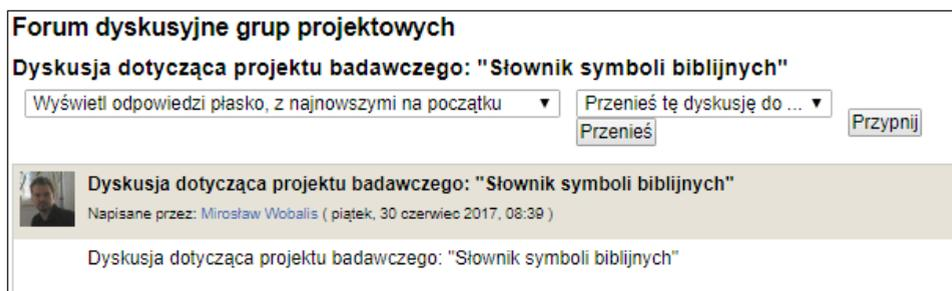 Forum dyskusyjne grup projektowych
Dyskusja dotycząca projektu badawczego: "Słownik symboli biblijnych"
Wyświetl odpowiedzi płasko, z najnowszymi na początku
Przenieś tę dyskusję do ...
Przenieś
Przypnij
Dyskusja dotycząca projektu badawczego: "Słownik symboli biblijnych"
Napisane przez: Mirosław Wobalis ( piątek, 30 czerwiec 2017, 08:39 )
Dyskusja dotycząca projektu badawczego: "Słownik symboli biblijnych"